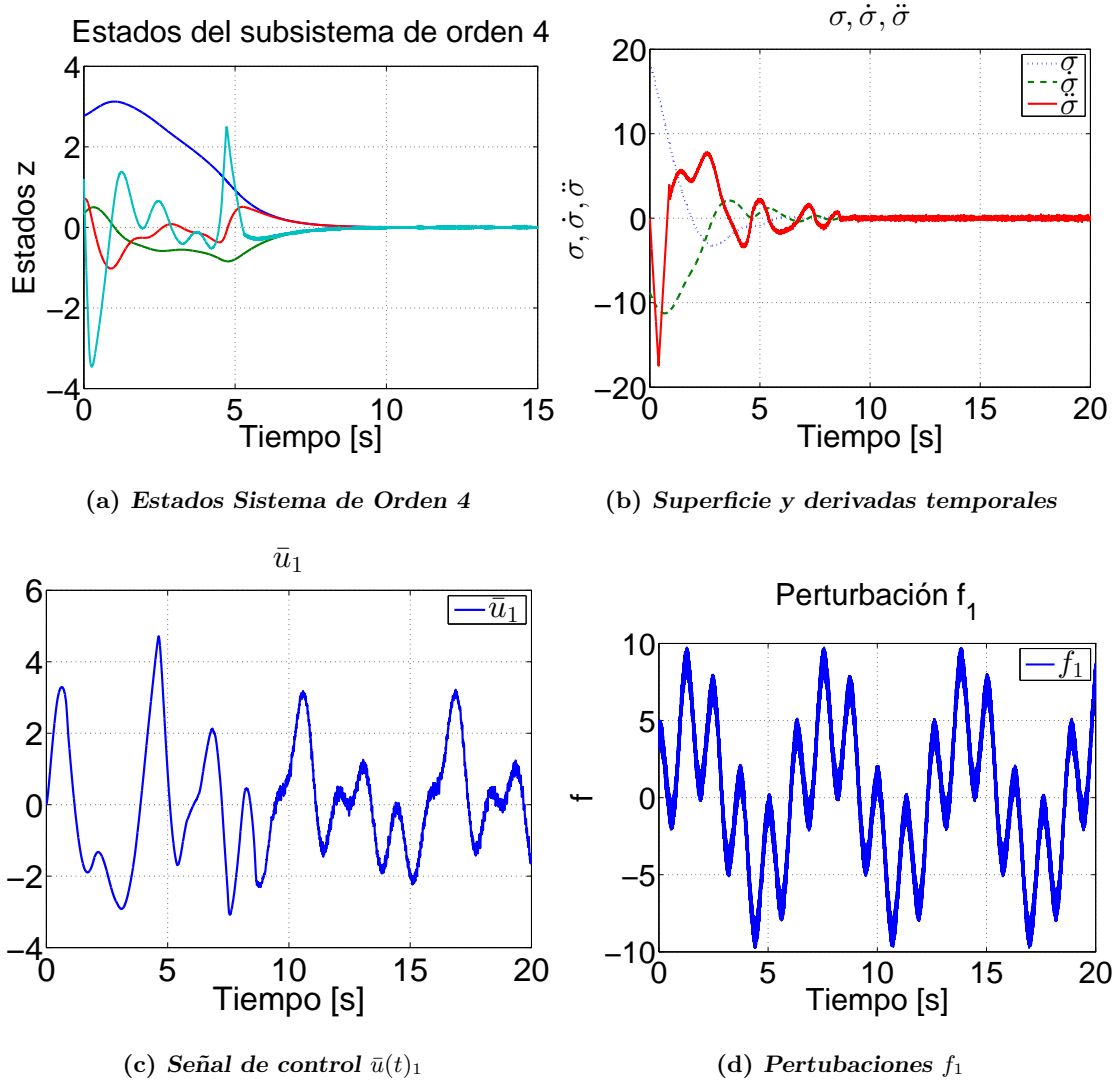 Estados del subsistema de orden 4
4
2
0
−2
−4
0
5
10
15
Estados z
Tiempo [s]
(a) Estados Sistema de Orden 4
σ, σ̇, σ̈
20
10
0
−10
−20
0
5
10
15
20
σ, σ̇, σ̈
Tiempo [s]
σ
σ̇
σ̈
(b) Superficie y derivadas temporales
ū₁
6
4
2
0
−2
−4
0
5
10
15
20
Tiempo [s]
ū₁
(c) Señal de control ū(t)₁
Perturbación f₁
10
5
0
−5
−10
0
5
10
15
20
f
Tiempo [s]
f₁
(d) Pertubaciones f₁